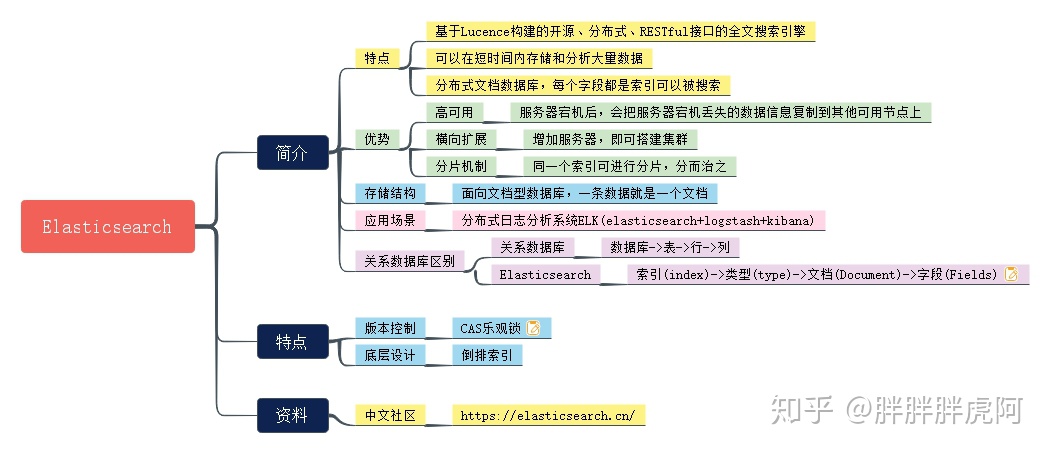 Elasticsearch
简介
特点
基于Lucence构建的开源、分布式、RESTful接口的全文搜索引擎
可以在短时间内存储和分析大量数据
分布式文档数据库，每个字段都是索引可以被搜索
优势
高可用
服务器宕机后，会把服务器宕机丢失的数据信息复制到其他可用节点上
横向扩展
增加服务器，即可搭建集群
分片机制
同一个索引可进行分片，分而治之
存储结构
面向文档型数据库，一条数据就是一个文档
应用场景
分布式日志分析系统ELK(elasticsearch+logstash+kibana)
关系数据库区别
关系数据库
数据库->表->行->列
Elasticsearch
索引(index)->类型(type)->文档(Document)->字段(Fields)
特点
版本控制
CAS乐观锁
底层设计
倒排索引
资料
中文社区
https://elasticsearch.cn/
知乎 @胖胖胖虎阿